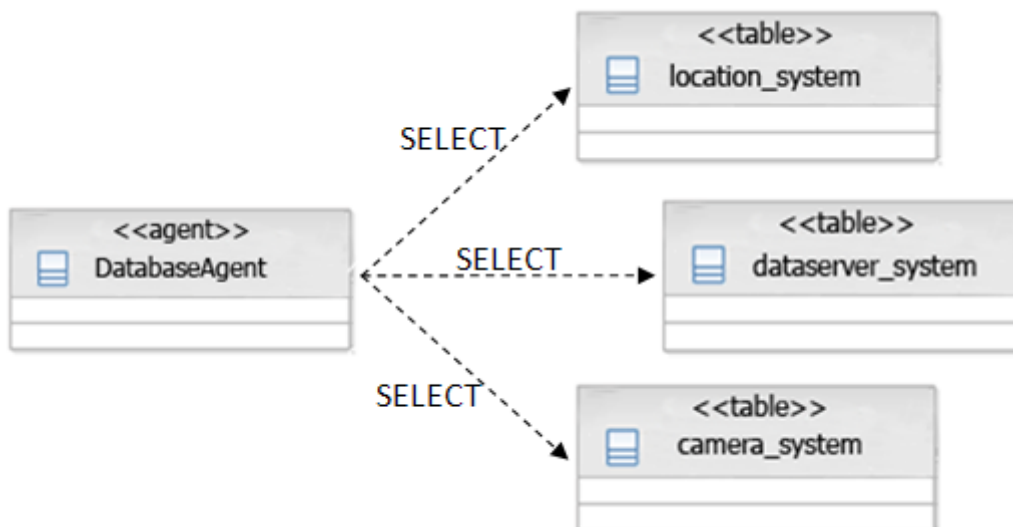 <<table>>
location_system
SELECT
<<agent>>
DatabaseAgent
SELECT
<<table>>
dataserver_system
SELECT
<<table>>
camera_system